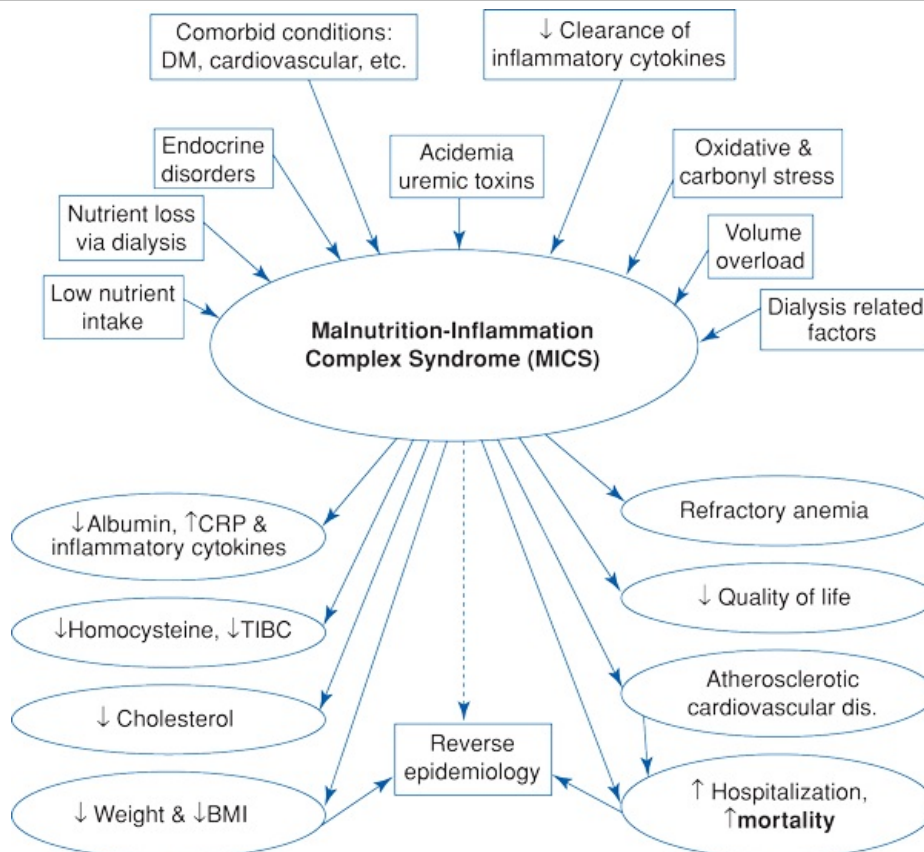 Comorbid conditions:
DM, cardiovascular, etc.
↓ Clearance of
inflammatory cytokines
Endocrine
disorders
Acidemia
uremic toxins
Oxidative &
carbonyl stress
Nutrient loss
via dialysis
Volume
overload
Low nutrient
intake
Dialysis related
factors
Malnutrition-Inflammation
Complex Syndrome (MICS)
↓Albumin, ↑CRP &
inflammatory cytokines
Refractory anemia
↓Homocysteine, ↓TIBC
↓ Quality of life
↓ Cholesterol
Atherosclerotic
cardiovascular dis.
Reverse
epidemiology
↓ Weight & ↓BMI
↑ Hospitalization,
↑mortality